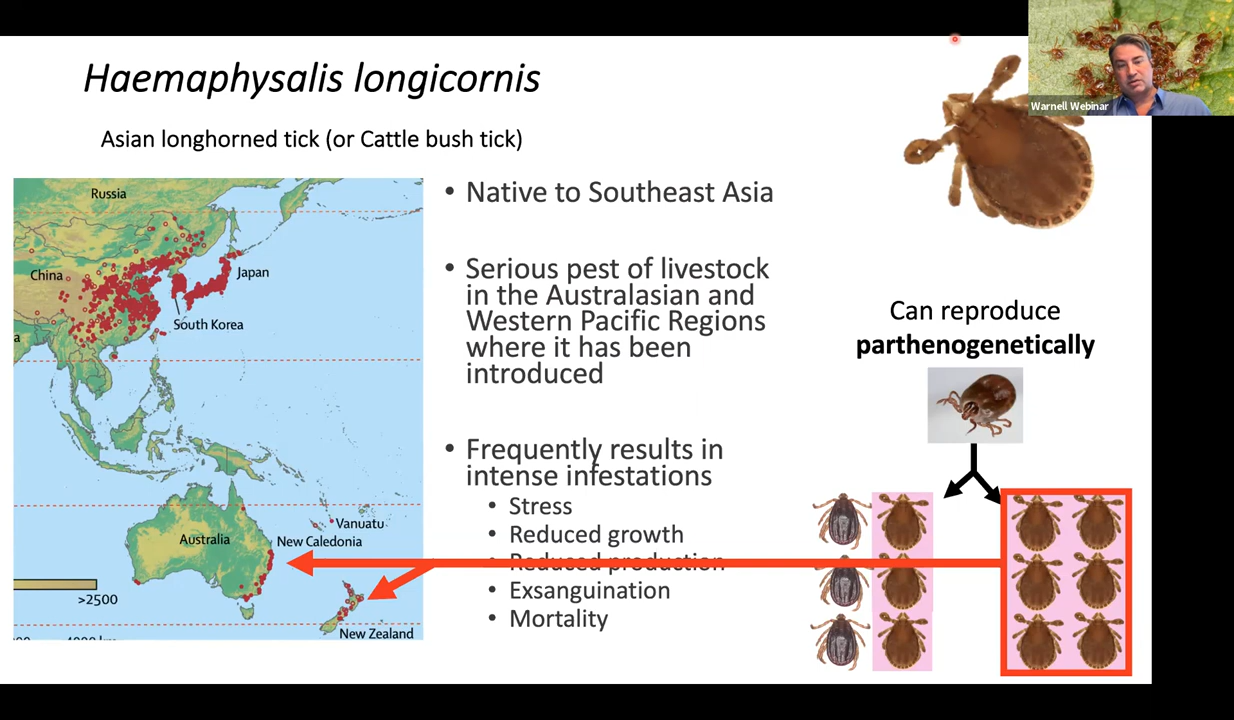 Haemaphysalis longicornis
Warnell Webinar
Asian longhorned tick (or Cattle bush tick)
Russia
China
Japan
South Korea
a
Australia
Vanuatu
New Caledonia
>2500
New Zealand
• Native to Southeast Asia
• Serious pest of livestock
in the Australasian and
Western Pacific Regions
where it has been
introduced
• Frequently results in
intense infestations
• Stress
• Reduced growth
• Reduced production
• Exsanguination
• Mortality
Can reproduce
parthenogenetically